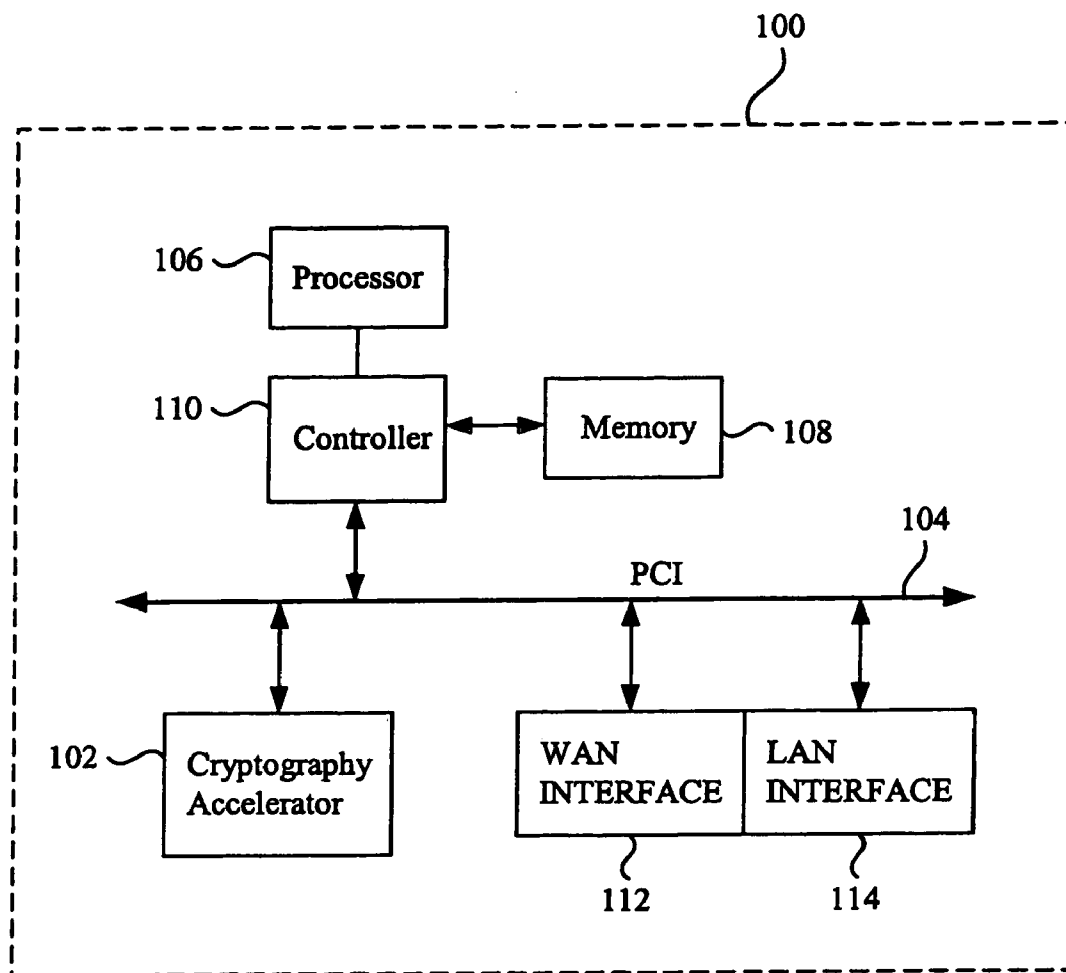 100
106
Processor
110
Controller
Memory
108
104
PCI
102
Cryptography
Accelerator
WAN
INTERFACE
LAN
INTERFACE
112
114